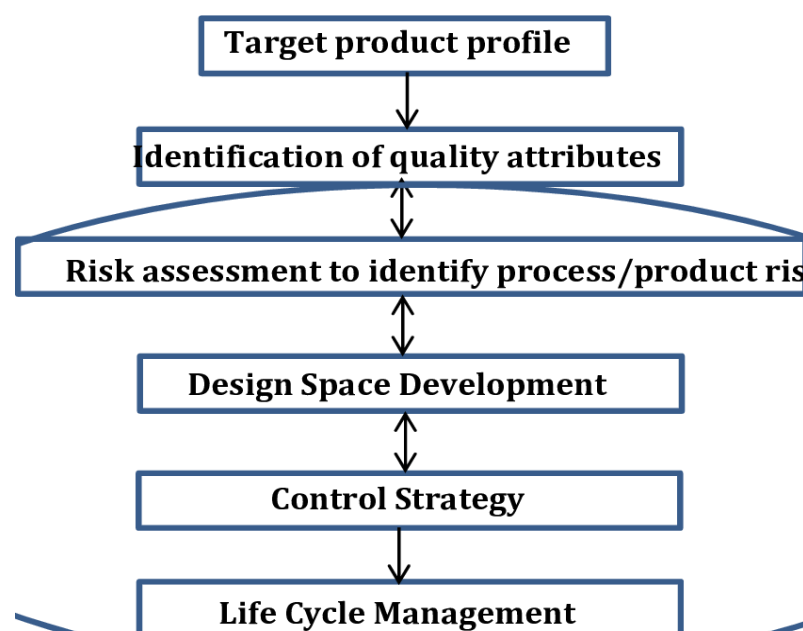 Target product profile
Identification of quality attributes
Risk assessment to identify process/product ris
Design Space Development
Control Strategy
Life Cycle Management